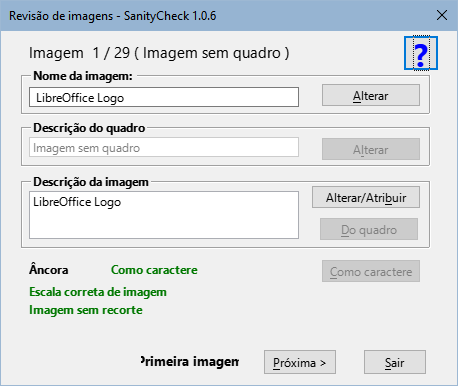 Revisão de imagens - SanityCheck 1.0.6
Imagem 1 / 29 ( Imagem sem quadro )
?
Nome da imagem:
LibreOffice Logo
Alterar
Descrição do quadro
Imagem sem quadro
Alterar
Descrição da imagem
LibreOffice Logo
Alterar/Atribuir
Do quadro
Âncora Como caractere
Como caractere
Escala correta de imagem
Imagem sem recorte
Primeira imagem
Próxima >
Sair